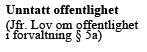 Unntatt offentlighet
(Jfr. Lov om offentlighet
i forvaltning § 5a)